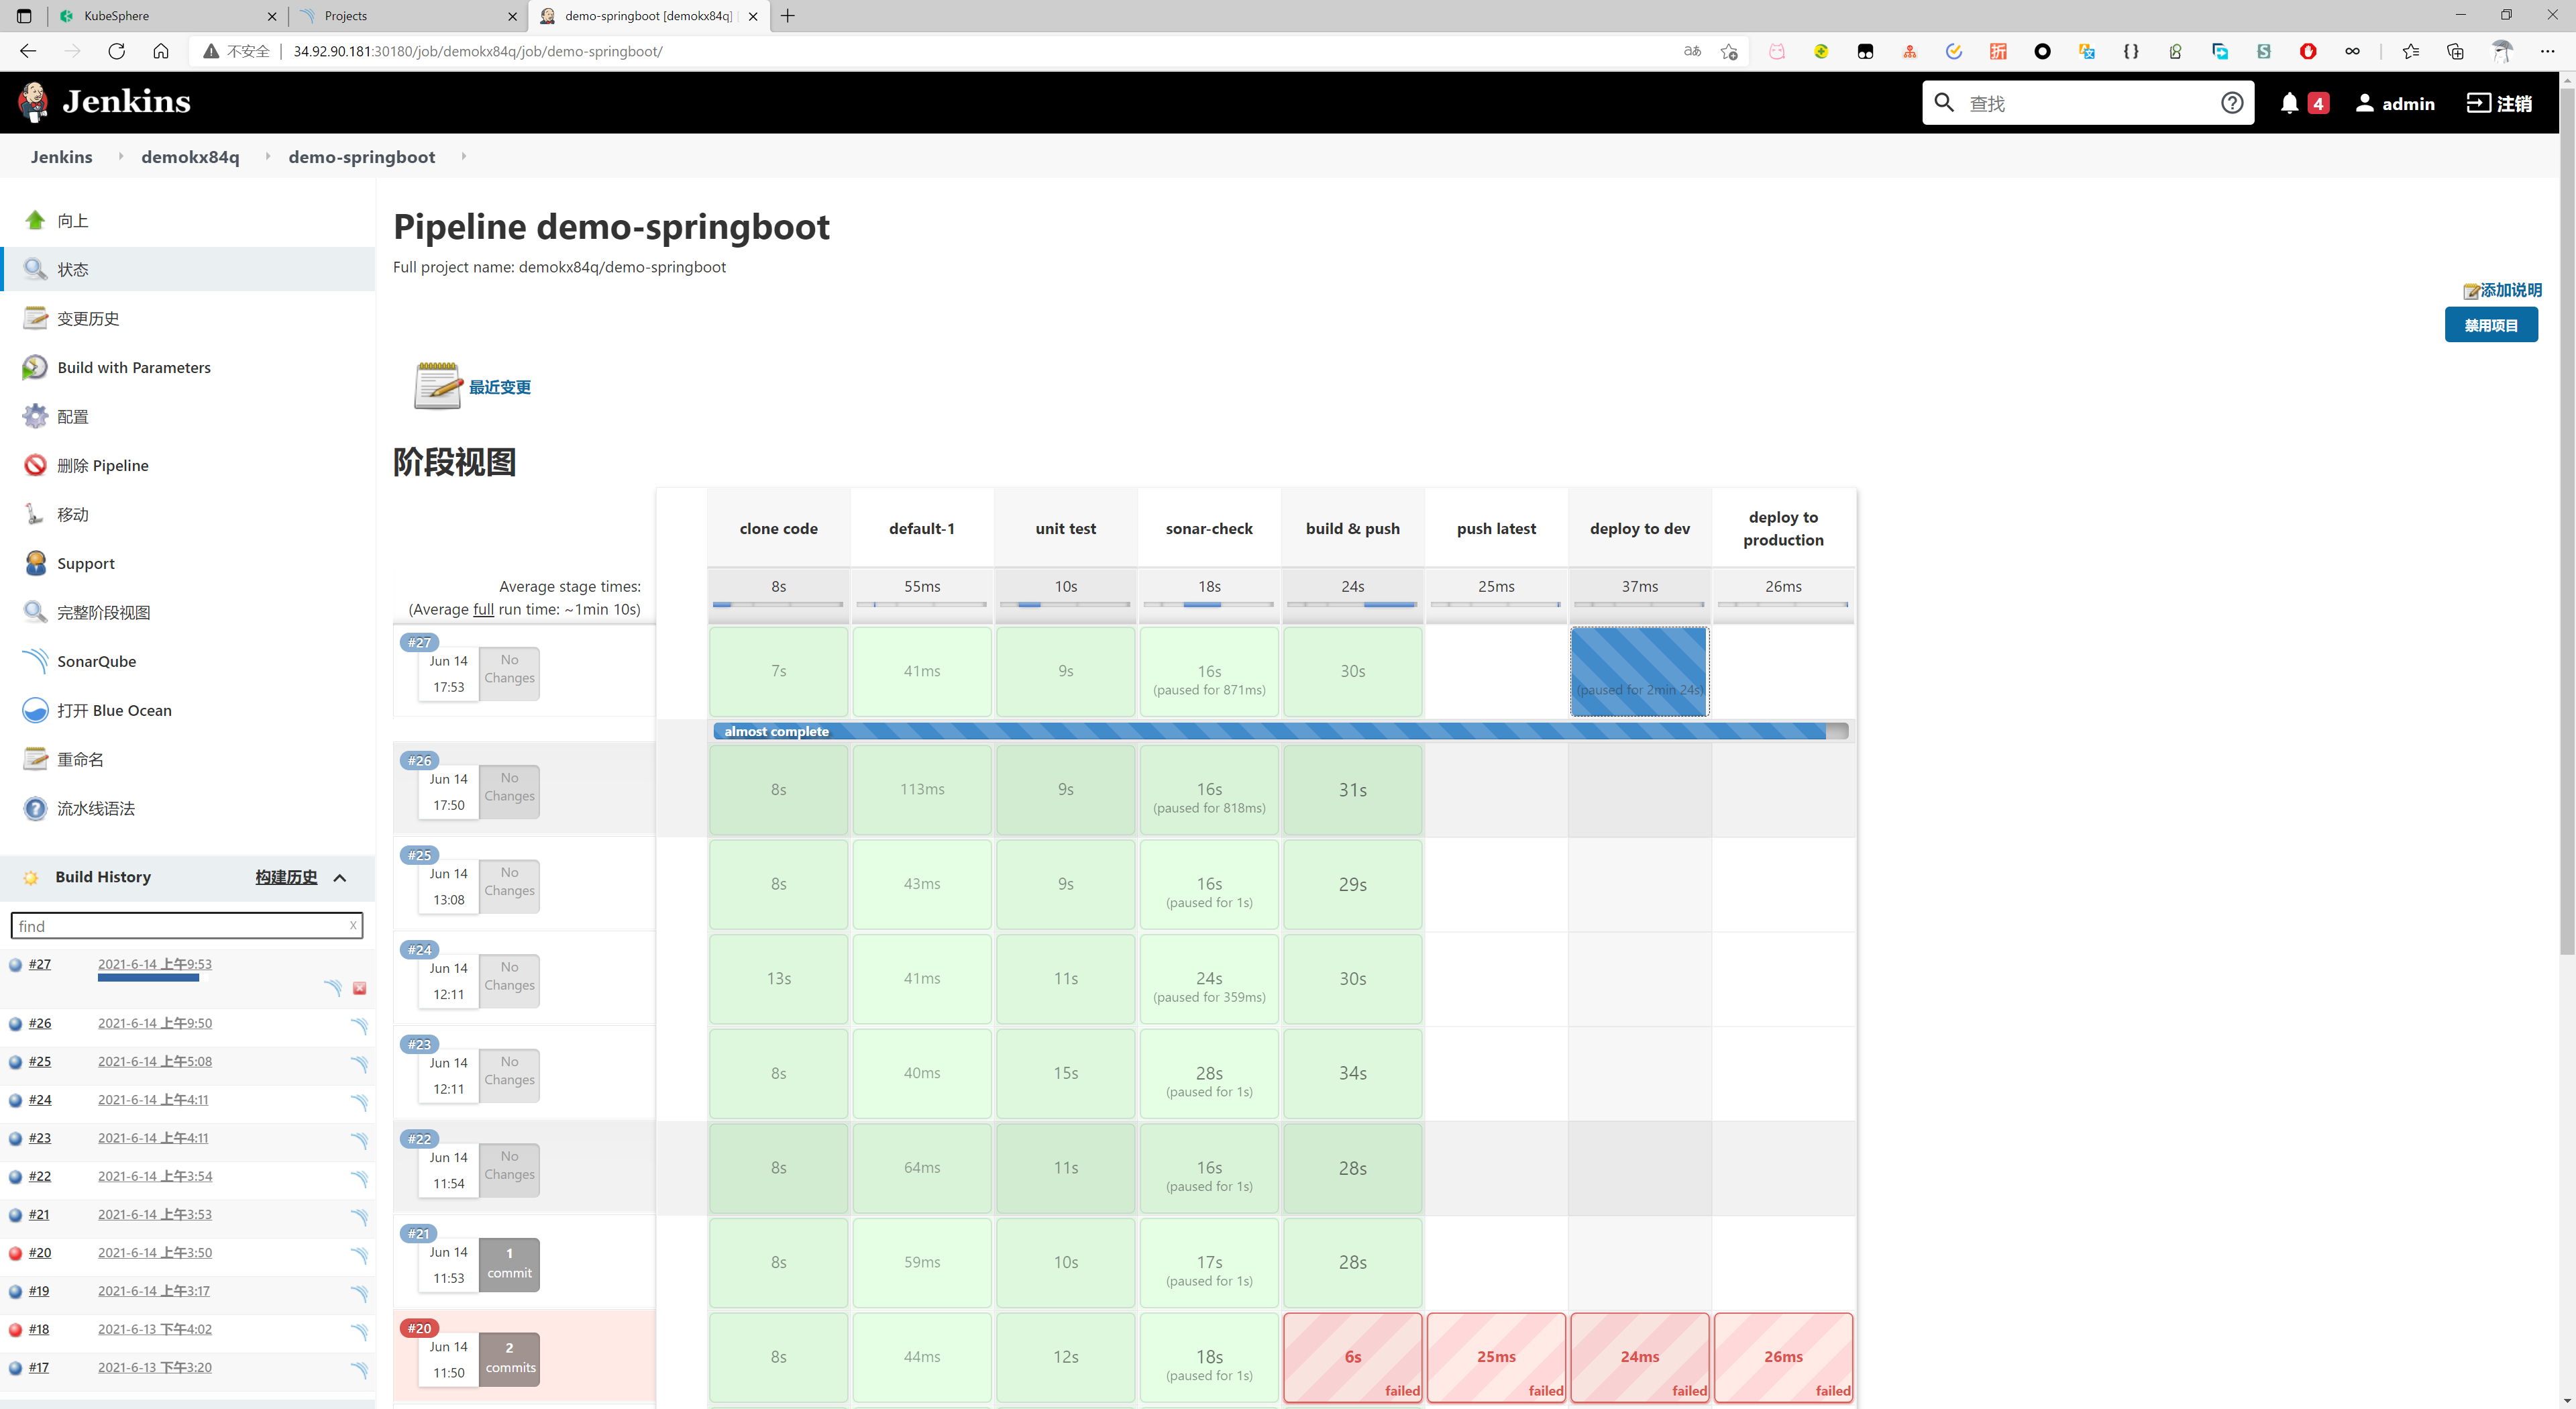 KubeSphere
Projects
demo-springboot [demokx84q]
不安全
34.92.90.181:30180/job/demokx84q/job/demo-springboot/
Jenkins
查找
4
admin
注销
Jenkins
demokx84q
demo-springboot
向上
状态
变更历史
Build with Parameters
配置
删除 Pipeline
移动
Support
完整阶段视图
SonarQube
打开 Blue Ocean
重命名
流水线语法
Build History
构建历史
find
x
#27 2021-6-14 上午9:53
#26 2021-6-14 上午9:50
#25 2021-6-14 上午5:08
#24 2021-6-14 上午4:11
#23 2021-6-14 上午4:11
#22 2021-6-14 上午3:54
#21 2021-6-14 上午3:53
#20 2021-6-14 上午3:50
#19 2021-6-14 上午3:17
#18 2021-6-13 下午4:02
#17 2021-6-13 下午3:20
Pipeline demo-springboot
Full project name: demokx84q/demo-springboot
添加说明
禁用项目
最近变更
阶段视图
clone code default-1 unit test sonar-check build & push push latest deploy to dev deploy to
production
Average stage times:
(Average full run time: ~1min 10s)
8s 55ms 10s 18s 24s 25ms 37ms 26ms
#27
Jun 14
17:53
No
Changes
7s 41ms 9s 16s 30s
(paused for 871ms)
(paused for 2min 24s)
almost complete
#26
Jun 14
17:50
No
Changes
8s 113ms 9s 16s 31s
(paused for 818ms)
#25
Jun 14
13:08
No
Changes
8s 43ms 9s 16s 29s
(paused for 1s)
#24
Jun 14
12:11
No
Changes
13s 41ms 11s 24s 30s
(paused for 359ms)
#23
Jun 14
12:11
No
Changes
8s 40ms 15s 28s 34s
(paused for 1s)
#22
Jun 14
11:54
No
Changes
8s 64ms 11s 16s 28s
(paused for 1s)
#21
Jun 14
11:53
1
commit
8s 59ms 10s 17s 28s
(paused for 1s)
#20
Jun 14
11:50
2
commits
8s 44ms 12s 18s 6s 25ms 24ms 26ms
(paused for 1s)
failed failed failed failed